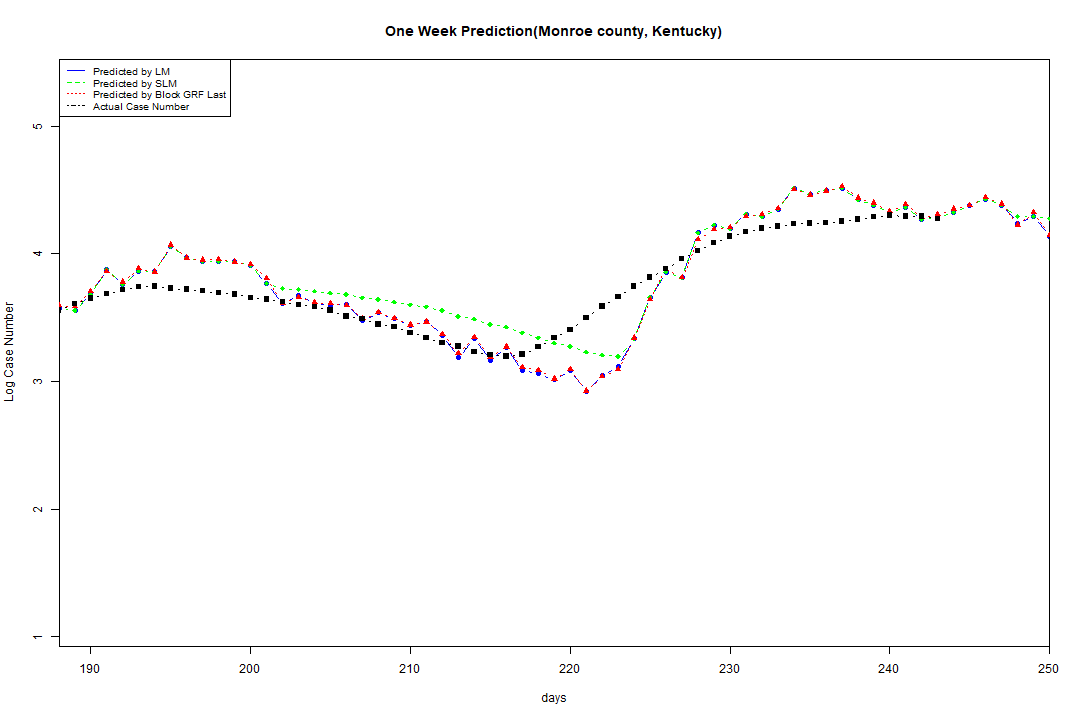 One Week Prediction(Monroe county, Kentucky)
Predicted by LM
Predicted by SLM
Predicted by Block GRF Last
Actual Case Number
5
4
3
2
1
Log Case Number
190 200 210 220 230 240 250
days